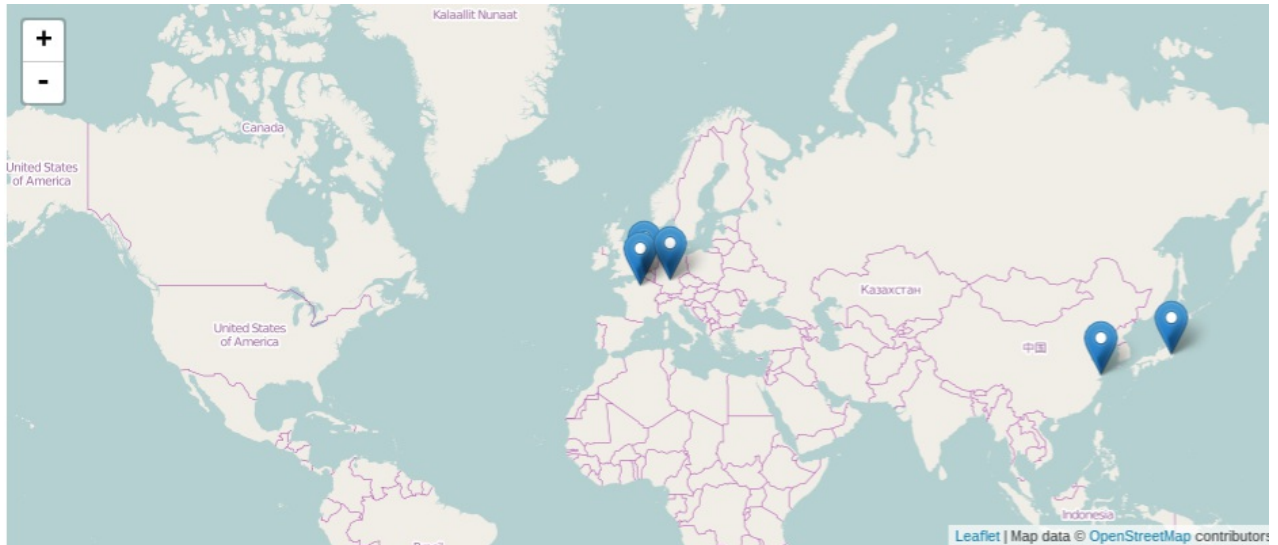 Kalaallit Nunaat
+
-
Canada
United States
of America
Казахстан
United States
of America
中国
Indonesia
Leaflet | Map data © OpenStreetMap contributors